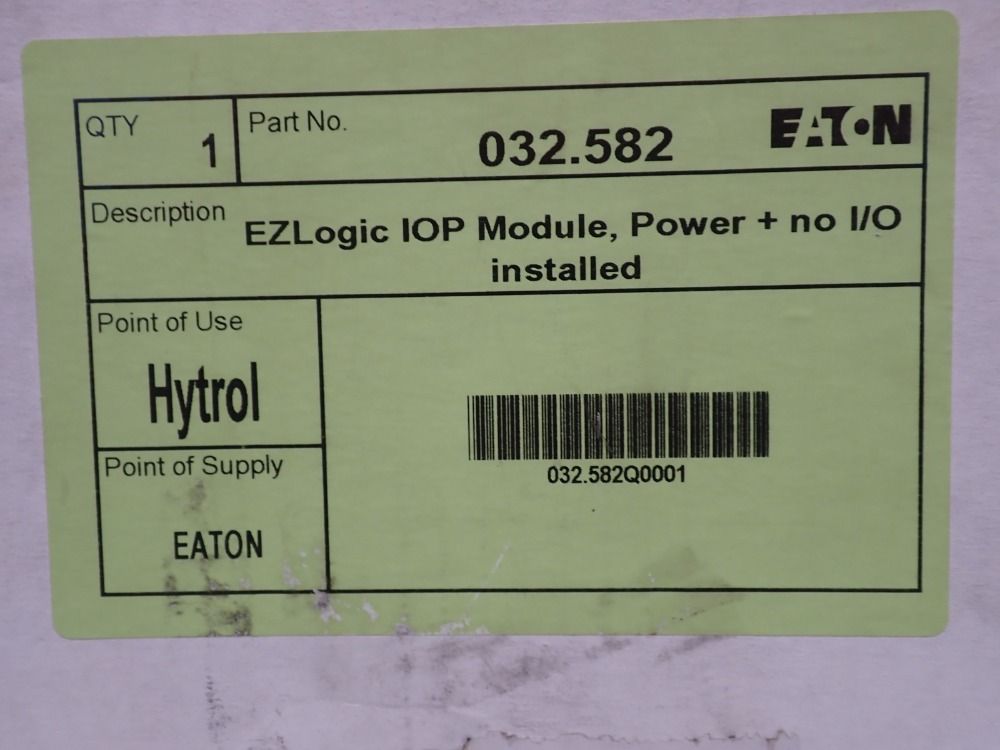 QTY
1
Part No.
032.582
EATON
Description
EZLogic IOP Module, Power + no I/O
installed
Point of Use
Hytrol
Point of Supply
EATON
032.582Q0001